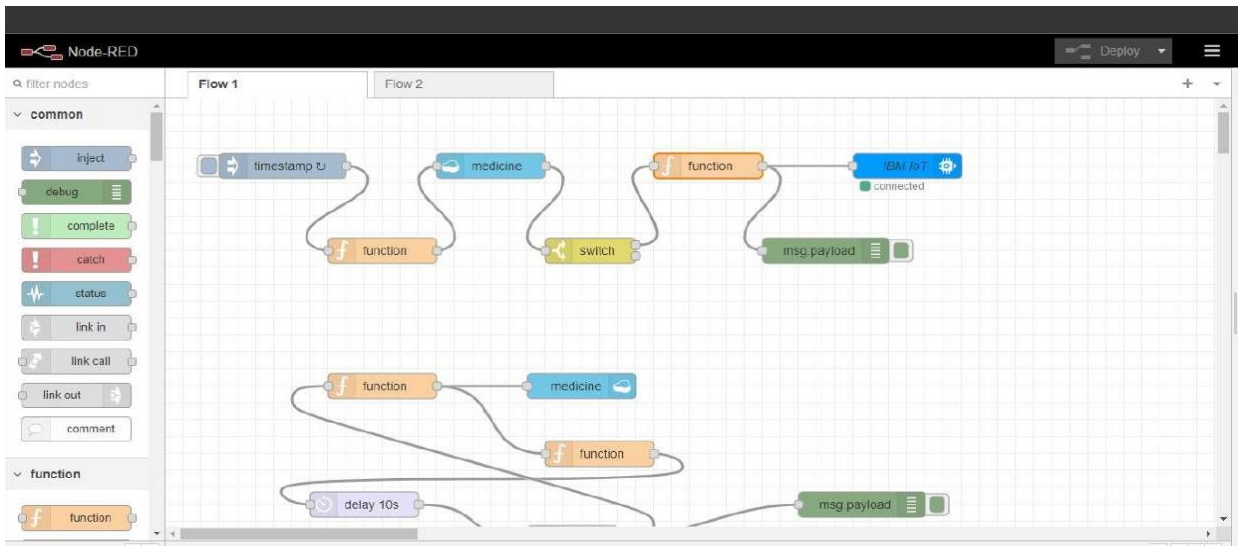 Node-RED
Deploy
filter nodes
Flow 1
Flow 2
common
inject
debug
complete
catch
status
link in
link call
link out
comment
function
function
timestamp ↻
medicine
function
IBM IoT
connected
function
switch
msg.payload
function
medicine
function
delay 10s
msg.payload